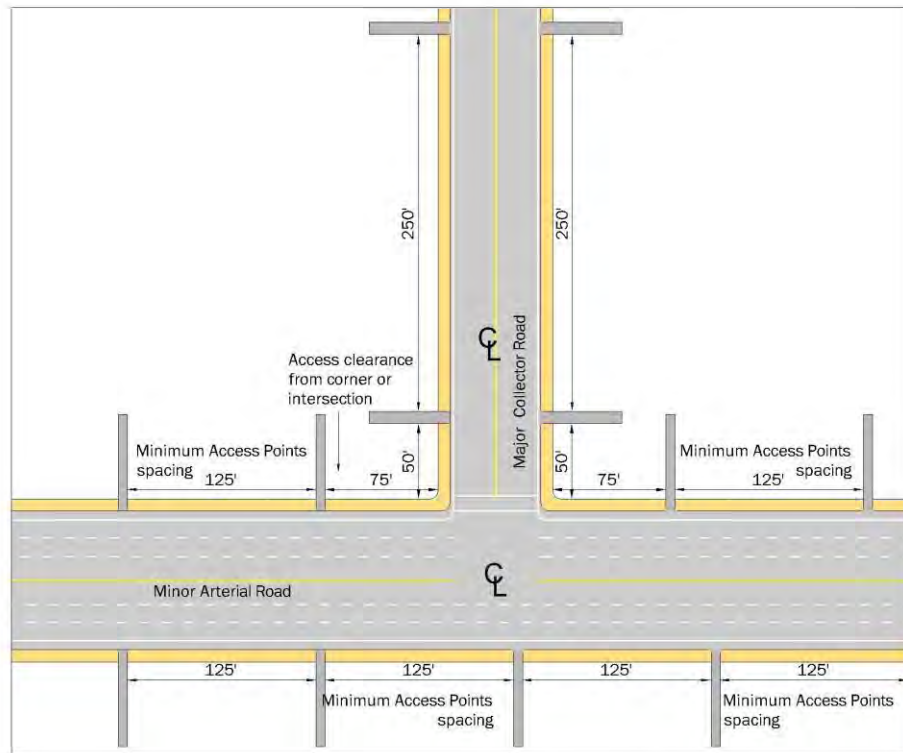 250'
250'
℄
Major Collector Road
Access clearance
from corner or
intersection
50'
50'
Minimum Access Points
spacing
125'
75'
75'
Minimum Access Points
spacing
125'
℄
Minor Arterial Road
125'
125'
125'
125'
Minimum Access Points
spacing
Minimum Access Points
spacing